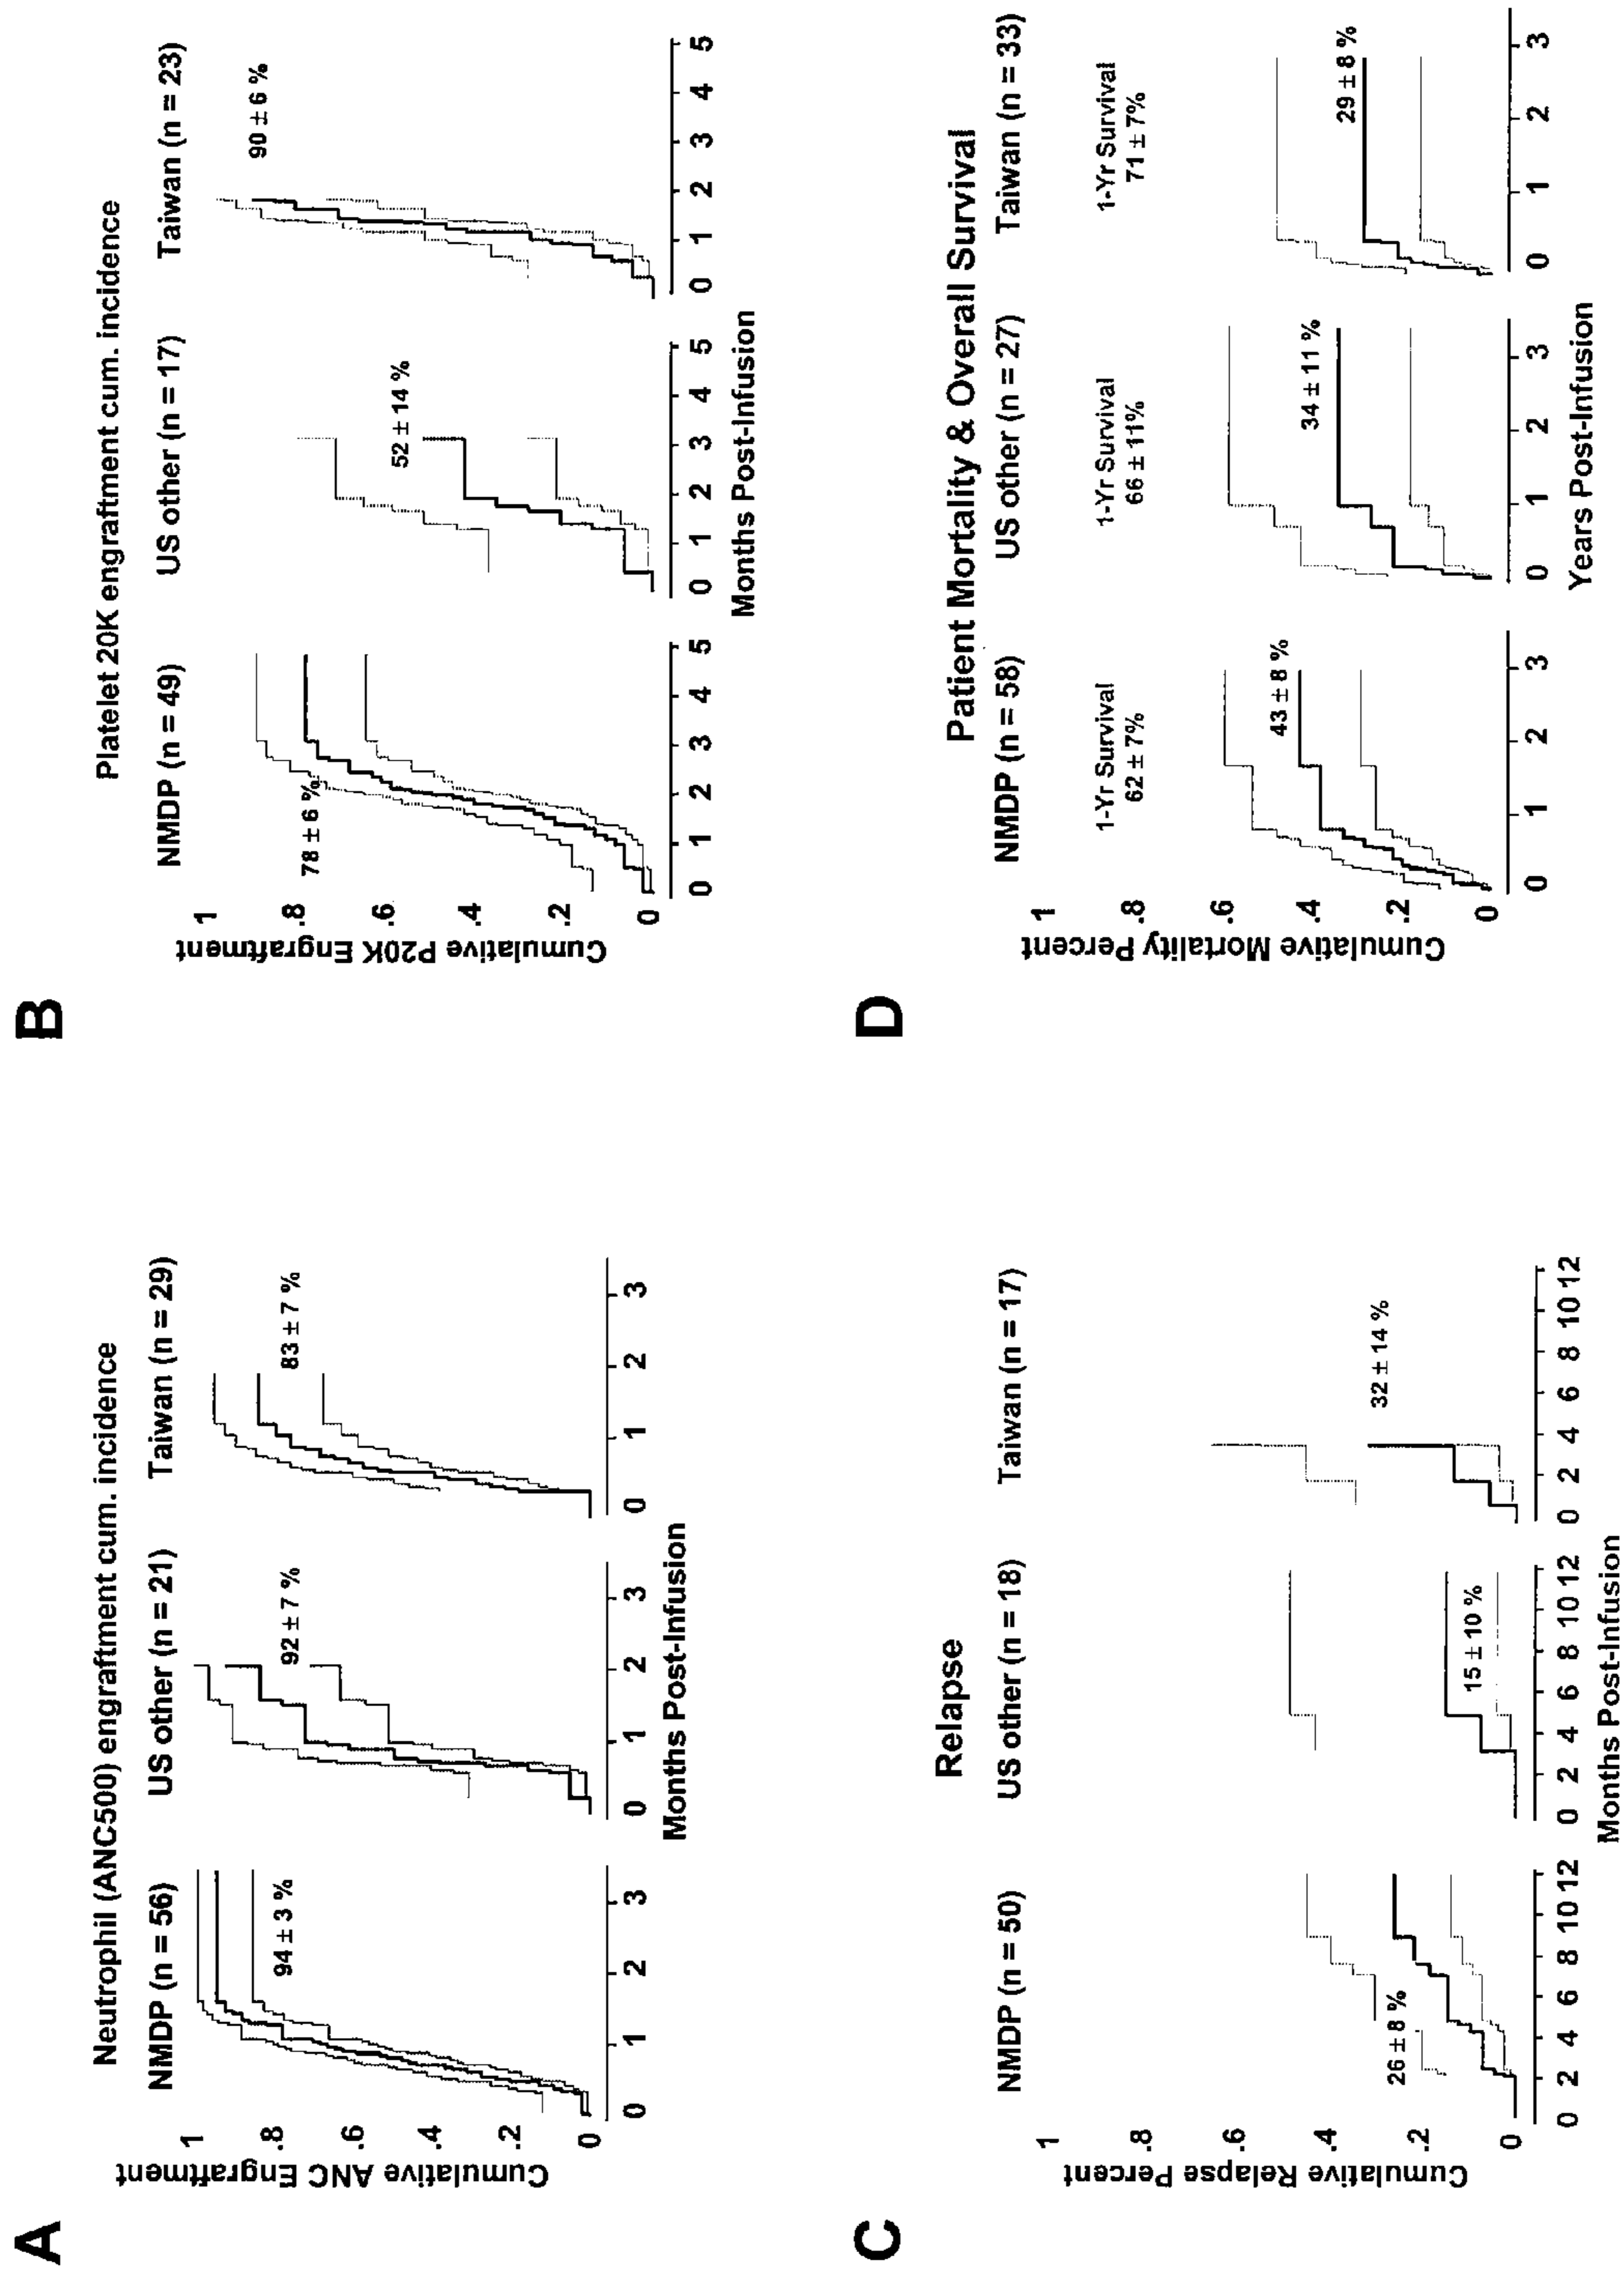 A
Neutrophil (ANC500) engraftment cum. incidence
NMDP (n = 56)
US other (n = 21)
Taiwan (n = 29)
Cumulative ANC Engraftment
1
.8
.6
.4
.2
0
94 ± 3 %
92 ± 7 %
83 ± 7 %
0 1 2 3
0 1 2 3
0 1 2 3
Months Post-Infusion
B
Platelet 20K engraftment cum. incidence
NMDP (n = 49)
US other (n = 17)
Taiwan (n = 23)
Cumulative P20K Engraftment
1
.8
.6
.4
.2
0
78 ± 6 %
52 ± 14 %
90 ± 6 %
0 1 2 3 4 5
0 1 2 3 4 5
0 1 2 3 4 5
Months Post-Infusion
C
Relapse
NMDP (n = 50)
US other (n = 18)
Taiwan (n = 17)
Cumulative Relapse Percent
1
.8
.6
.4
.2
0
26 ± 8 %
15 ± 10 %
32 ± 14 %
0 2 4 6 8 10 12
0 2 4 6 8 10 12
0 2 4 6 8 10 12
Months Post-Infusion
D
Patient Mortality & Overall Survival
NMDP (n = 58)
US other (n = 27)
Taiwan (n = 33)
Cumulative Mortality Percent
1
.8
.6
.4
.2
0
1-Yr Survival
62 ± 7%
1-Yr Survival
66 ± 11%
1-Yr Survival
71 ± 7%
43 ± 8 %
34 ± 11 %
29 ± 8 %
0 1 2 3
0 1 2 3
0 1 2 3
Years Post-Infusion